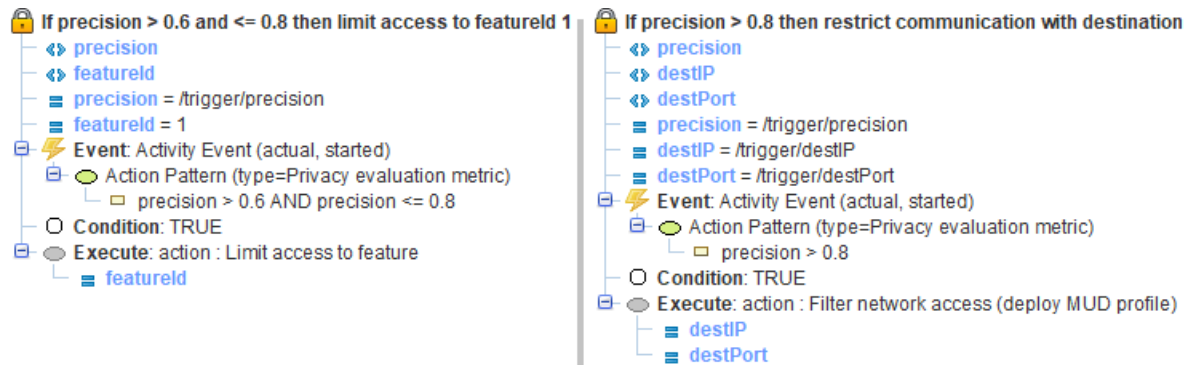 If precision > 0.6 and <= 0.8 then limit access to featureId 1
precision
featureId
precision = /trigger/precision
featureId = 1
Event: Activity Event (actual, started)
Action Pattern (type=Privacy evaluation metric)
precision > 0.6 AND precision <= 0.8
Condition: TRUE
Execute: action : Limit access to feature
featureId
If precision > 0.8 then restrict communication with destination
precision
destIP
destPort
precision = /trigger/precision
destIP = /trigger/destIP
destPort = /trigger/destPort
Event: Activity Event (actual, started)
Action Pattern (type=Privacy evaluation metric)
precision > 0.8
Condition: TRUE
Execute: action : Filter network access (deploy MUD profile)
destIP
destPort